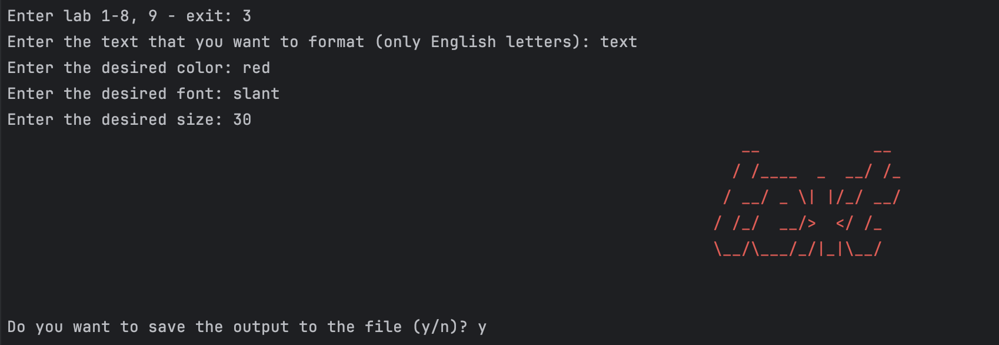 Enter lab 1-8, 9 - exit: 3
Enter the text that you want to format (only English letters): text
Enter the desired color: red
Enter the desired font: slant
Enter the desired size: 30
                                                                              __            __
                                                                             / /____  _  __/ /_
                                                                            / __/ _ \| |/_/ __/
                                                                           / /_/  __/>  </ /_
                                                                           \__/\___/_/|_|\__/
Do you want to save the output to the file (y/n)? y